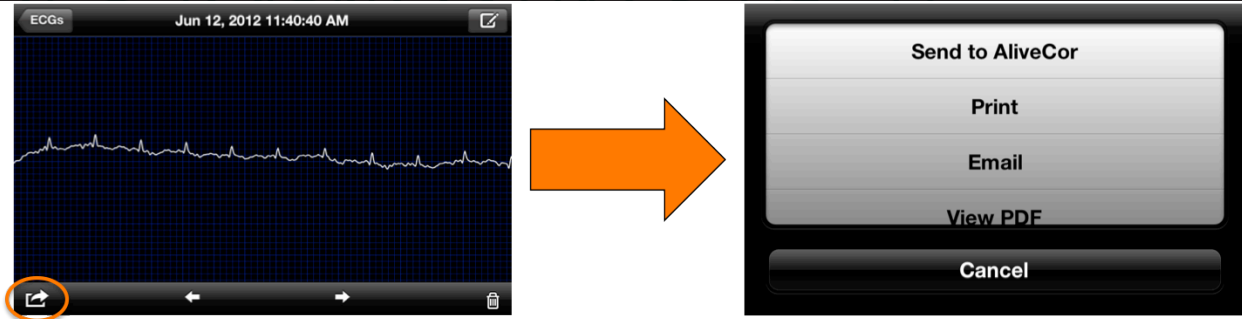 ECGs
Jun 12, 2012 11:40:40 AM
Send to AliveCor
Print
Email
View PDF
Cancel